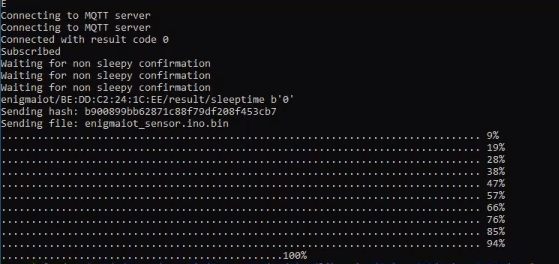 E
Connecting to MQTT server
Connecting to MQTT server
Connected with result code 0
Subscribed
Waiting for non sleepy confirmation
Waiting for non sleepy confirmation
Waiting for non sleepy confirmation
enigmaiot/BE:DD:C2:24:1C:EE/result/sleeptime b'0'
Sending hash: b900899bb62871c88f79df208f453cb7
Sending file: enigmaiot_sensor.ino.bin
................................................................................ 9%
................................................................................ 19%
................................................................................ 28%
................................................................................ 38%
................................................................................ 47%
................................................................................ 57%
................................................................................ 66%
................................................................................ 76%
................................................................................ 85%
................................................................................ 94%
...............................................100%